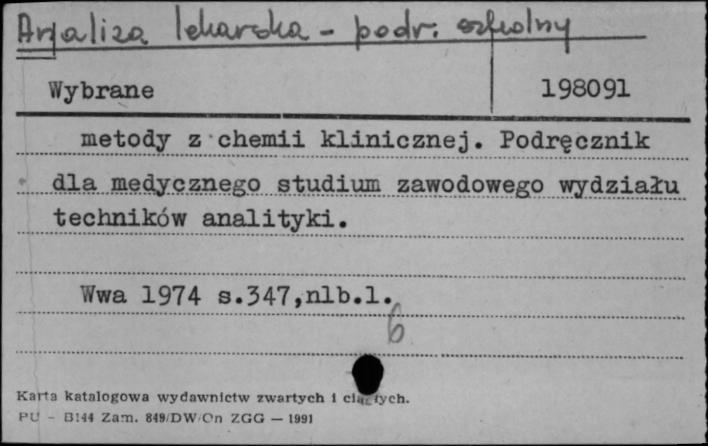 Analiza lekarska - podr. szkolny
Wybrane 198091
metody z chemii klinicznej. Podręcznik
dla medycznego studium zawodowego wydziału
techników analityki.
Wwa 1974 s.347,nlb.1.
6
Karta katalogowa wydawnictw zwartych i ciągłych.
PU - B144 Zam. 849/DW/On ZGG — 1991